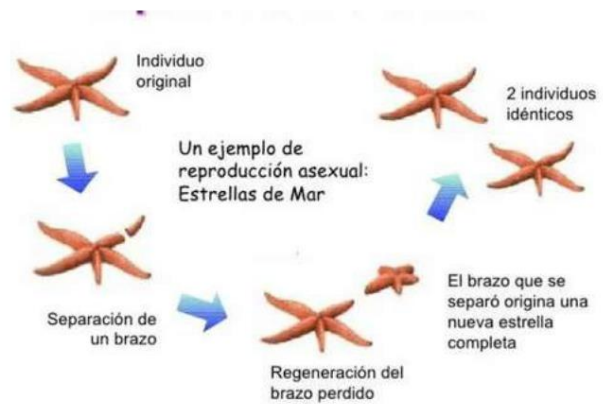 Individuo
original
Un ejemplo de
reproducción asexual:
Estrellas de Mar
2 individuos
idénticos
Separación de
un brazo
Regeneración del
brazo perdido
El brazo que se
separó origina una
nueva estrella
completa